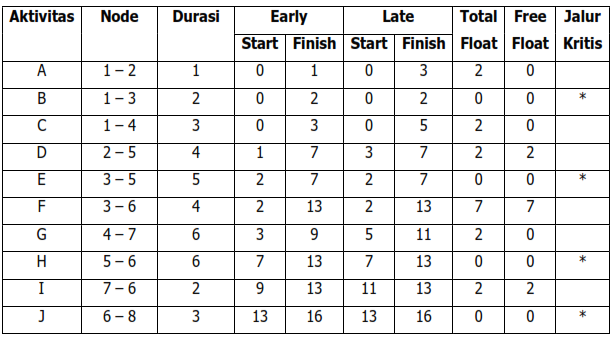 Aktivitas Node Durasi Early Late Total Float Free Float Jalur Kritis
Start Finish Start Finish
A 1 – 2 1 0 1 0 3 2 0
B 1 – 3 2 0 2 0 2 0 0 *
C 1 – 4 3 0 3 0 5 2 0
D 2 – 5 4 1 7 3 7 2 2
E 3 – 5 5 2 7 2 7 0 0 *
F 3 – 6 4 2 13 2 13 7 7
G 4 – 7 6 3 9 5 11 2 0
H 5 – 6 6 7 13 7 13 0 0 *
I 7 – 6 2 9 13 11 13 2 2
J 6 – 8 3 13 16 13 16 0 0 *